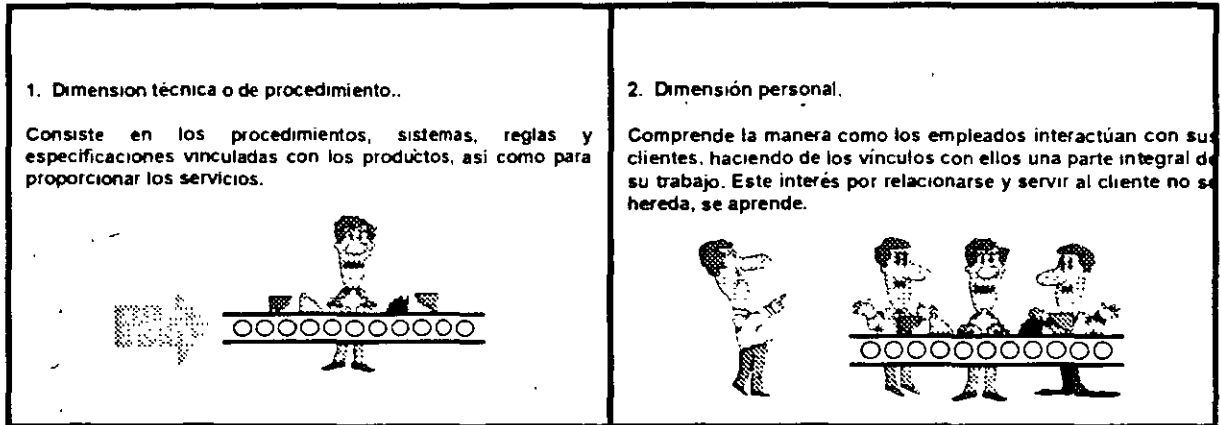 1. Dimension técnica o de procedimiento..
Consiste en los procedimientos, sistemas, reglas y
especificaciones vinculadas con los productos, asi como para
proporcionar los servicios.
2. Dimensión personal.
Comprende la manera como los empleados interactúan con sus
clientes, haciendo de los vínculos con ellos una parte integral de
su trabajo. Este interés por relacionarse y servir al cliente no se
hereda, se aprende.